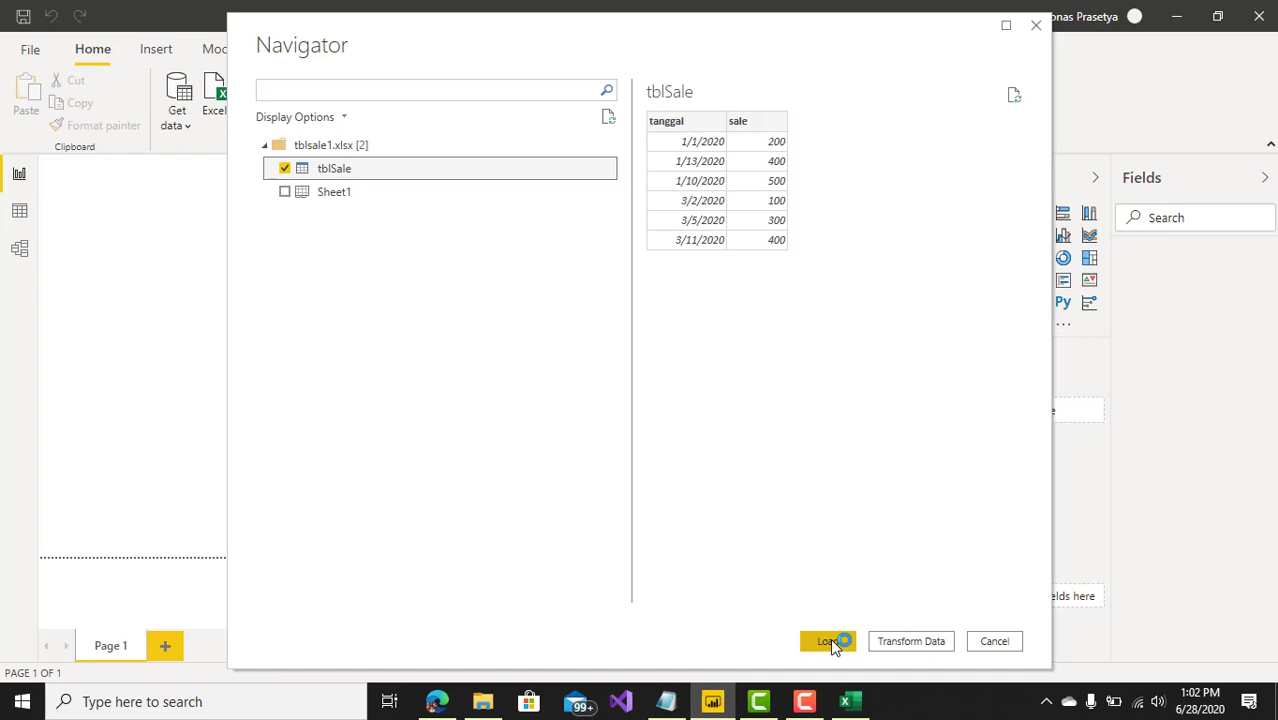 onas Prasetya
File
Home
Insert
Mo
Paste
Cut
Copy
Format painter
Clipboard
Get data
Excel
Navigator
Display Options
tblsale1.xlsx [2]
tblSale
Sheet1
tblSale
tanggal sale
1/1/2020 200
1/13/2020 400
1/10/2020 500
3/2/2020 100
3/5/2020 300
3/11/2020 400
Load
Transform Data
Cancel
Fields
Search
Py
e
elds here
Page 1
PAGE 1 OF 1
Type here to search
99+
1:02 PM
6/28/2020